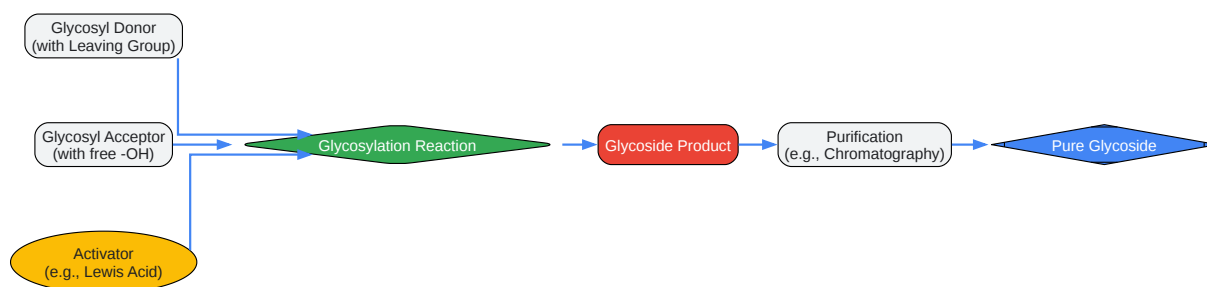 Glycosyl Donor
(with Leaving Group)
Glycosyl Acceptor
(with free -OH)
Activator
(e.g., Lewis Acid)
Glycosylation Reaction
Glycoside Product
Purification
(e.g., Chromatography)
Pure Glycoside